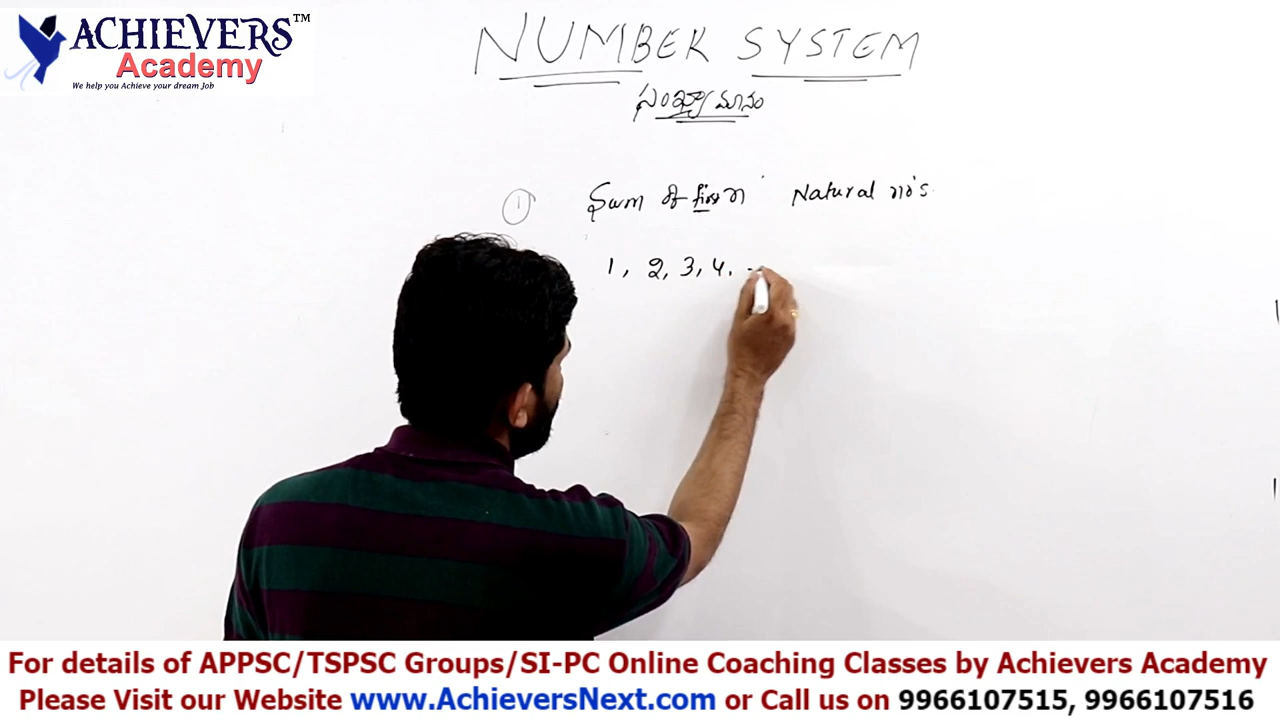 ACHIEVERS™
Academy
We help you Achieve your dream Job
NUMBER SYSTEM
సంఖ్యా మానం
1 Sum of first n Natural no's.
1, 2, 3, 4, -
For details of APPSC/TSPSC Groups/SI-PC Online Coaching Classes by Achievers Academy
Please Visit our Website www.AchieversNext.com or Call us on 9966107515, 9966107516